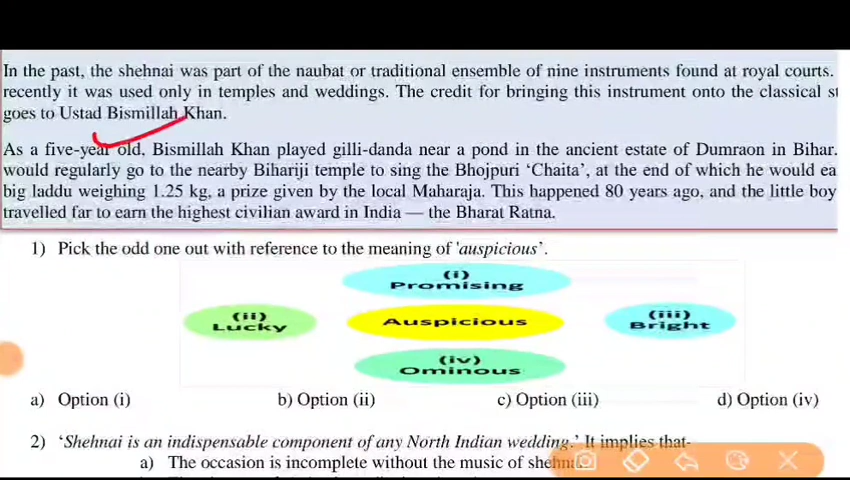 In the past, the shehnai was part of the naubat or traditional ensemble of nine instruments found at royal courts.
recently it was used only in temples and weddings. The credit for bringing this instrument onto the classical
goes to Ustad Bismillah Khan.
As a five-year old, Bismillah Khan played gilli-danda near a pond in the ancient estate of Dumraon in Bihar.
would regularly go to the nearby Bihariji temple to sing the Bhojpuri ‘Chaita’, at the end of which he would ea
big laddu weighing 1.25 kg, a prize given by the local Maharaja. This happened 80 years ago, and the little boy
travelled far to earn the highest civilian award in India — the Bharat Ratna.
1) Pick the odd one out with reference to the meaning of 'auspicious’.
(i)
Promising
(ii)
Lucky
Auspicious
(iii)
Bright
(iv)
Ominous
a) Option (i) b) Option (ii) c) Option (iii) d) Option (iv)
2) ‘Shehnai is an indispensable component of any North Indian wedding.’ It implies that-
a) The occasion is incomplete without the music of shehnai.